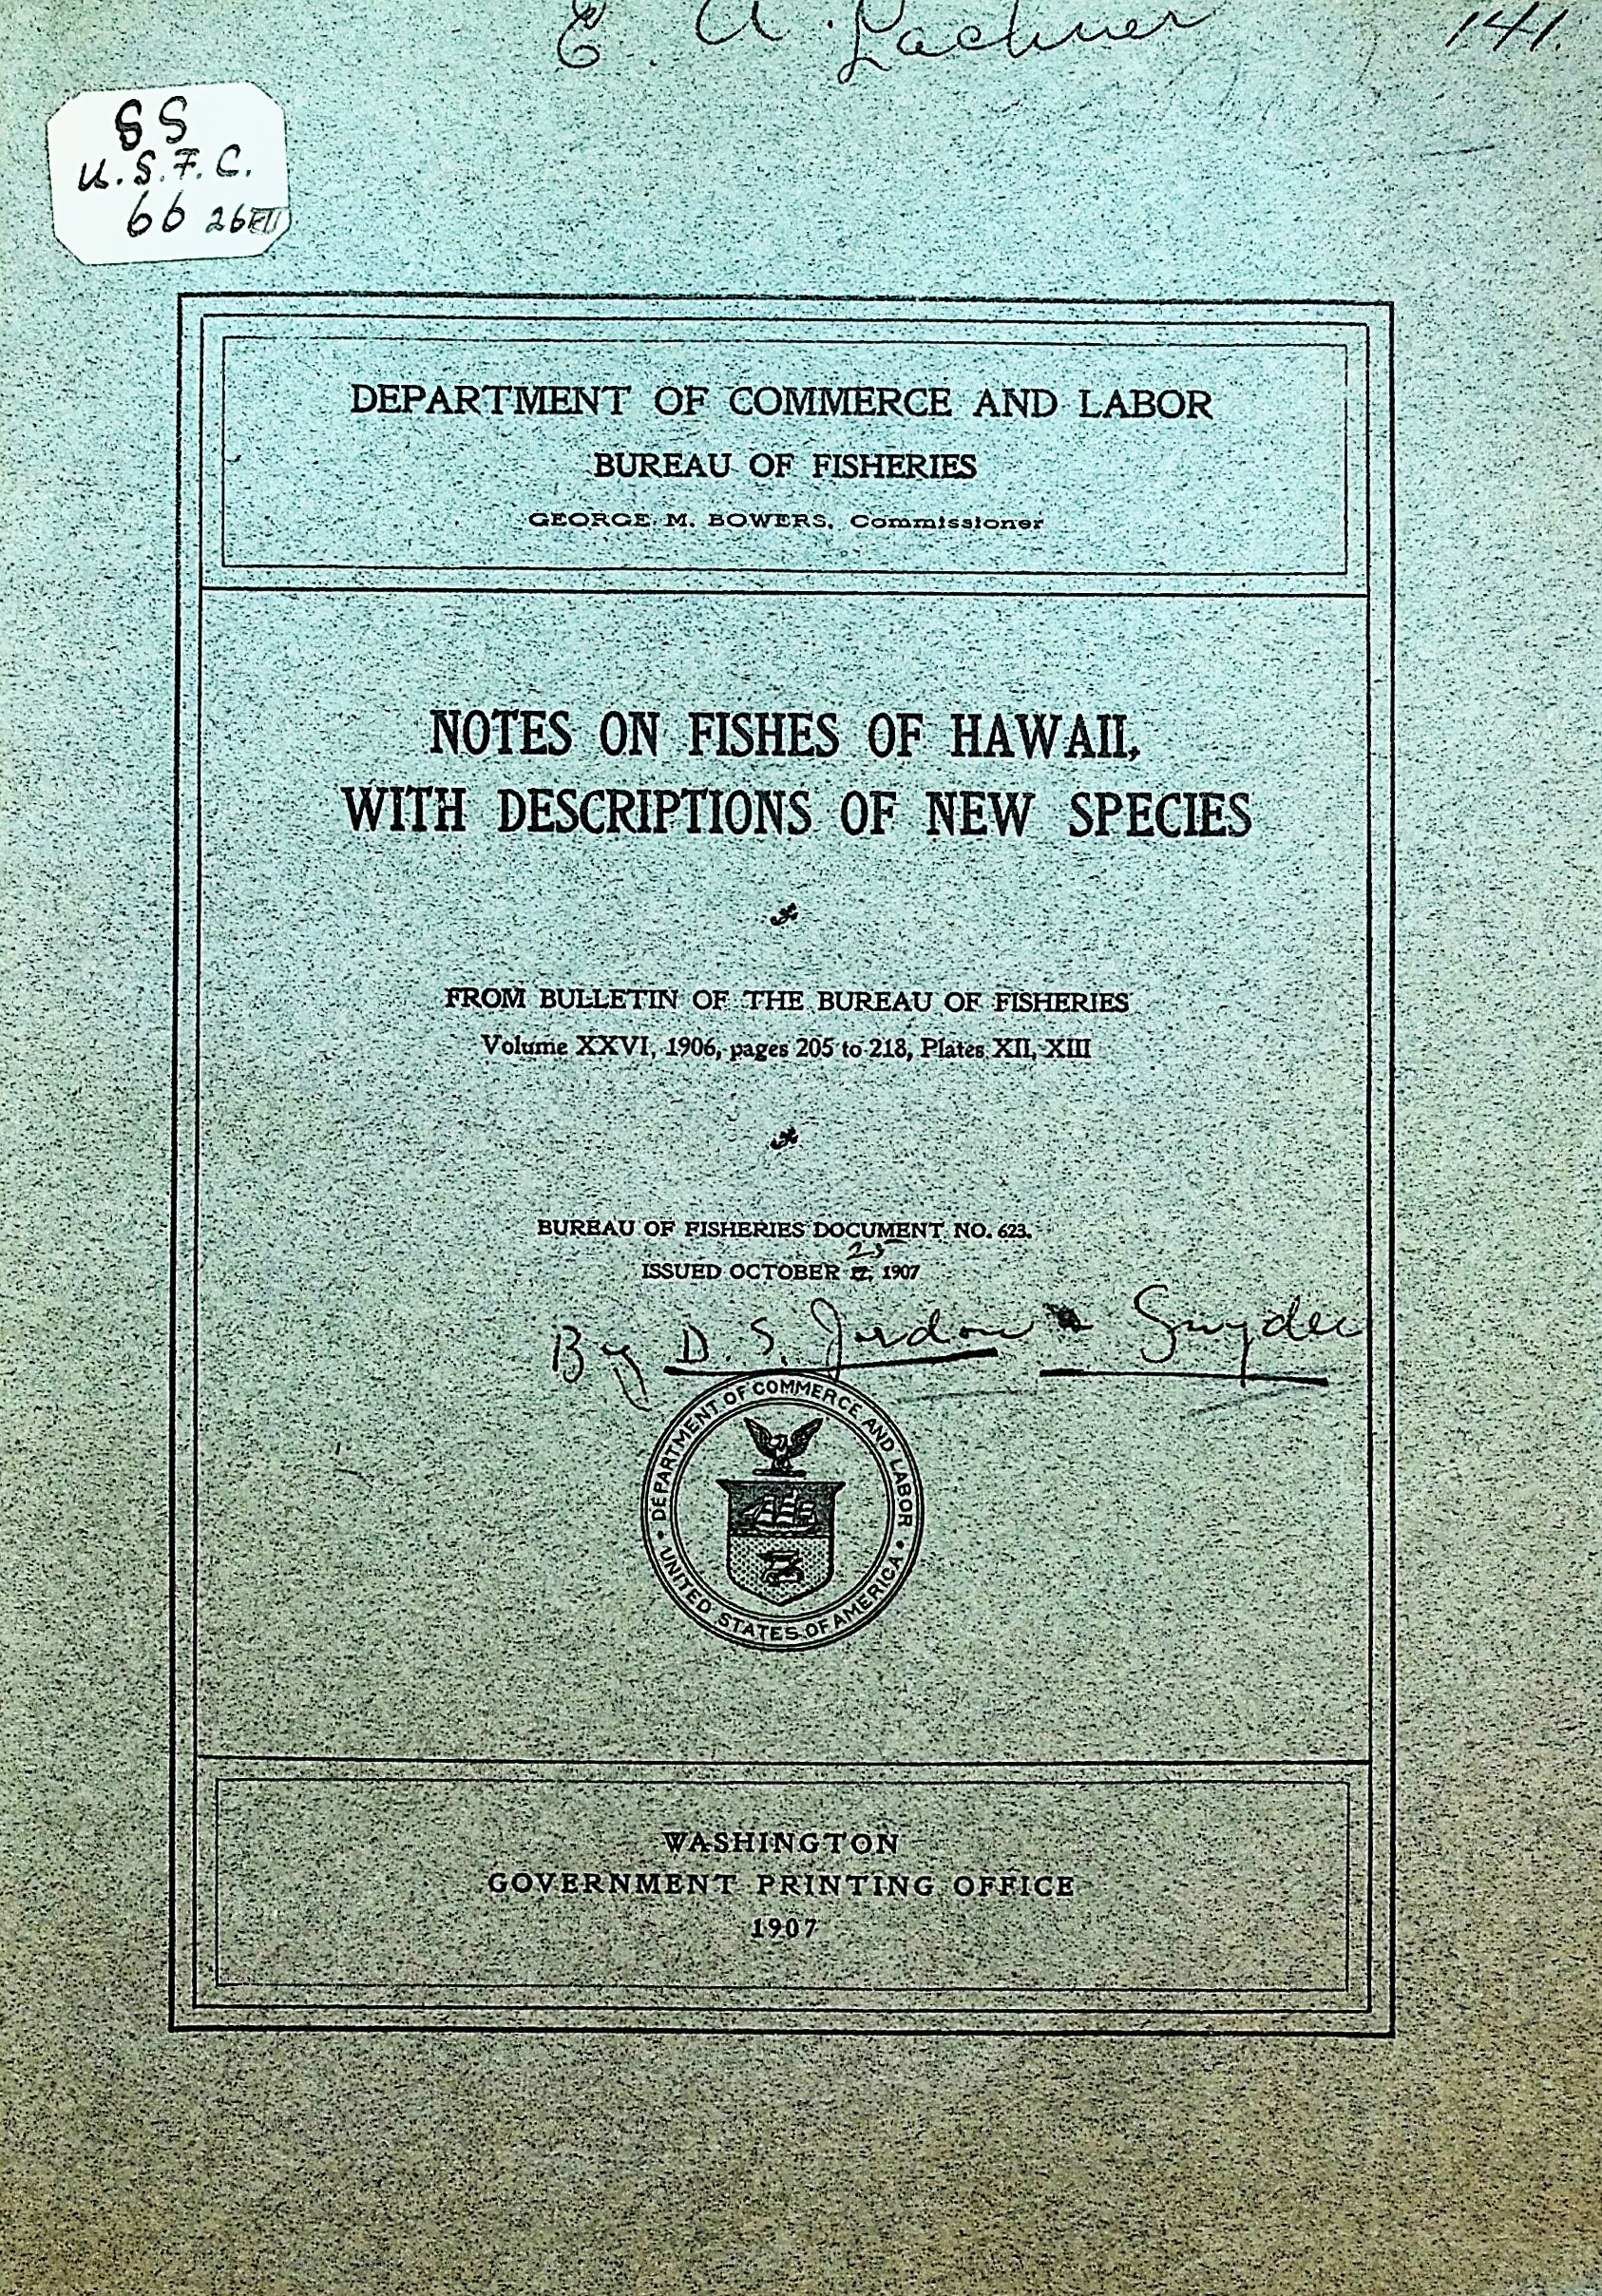 E. A. Lachner 141.
SS
U.S.F.C.
66 26
DEPARTMENT OF COMMERCE AND LABOR
BUREAU OF FISHERIES
GEORGE M. BOWERS, Commissioner
NOTES ON FISHES OF HAWAII,
WITH DESCRIPTIONS OF NEW SPECIES
FROM BULLETIN OF THE BUREAU OF FISHERIES
Volume XXVI, 1906, pages 205 to 218, Plates XII, XIII
BUREAU OF FISHERIES DOCUMENT NO. 623.
25
ISSUED OCTOBER 1907
By D. S. Jordan & Snyder
DEPARTMENT OF COMMERCE AND LABOR
UNITED STATES OF AMERICA
WASHINGTON
GOVERNMENT PRINTING OFFICE
1907